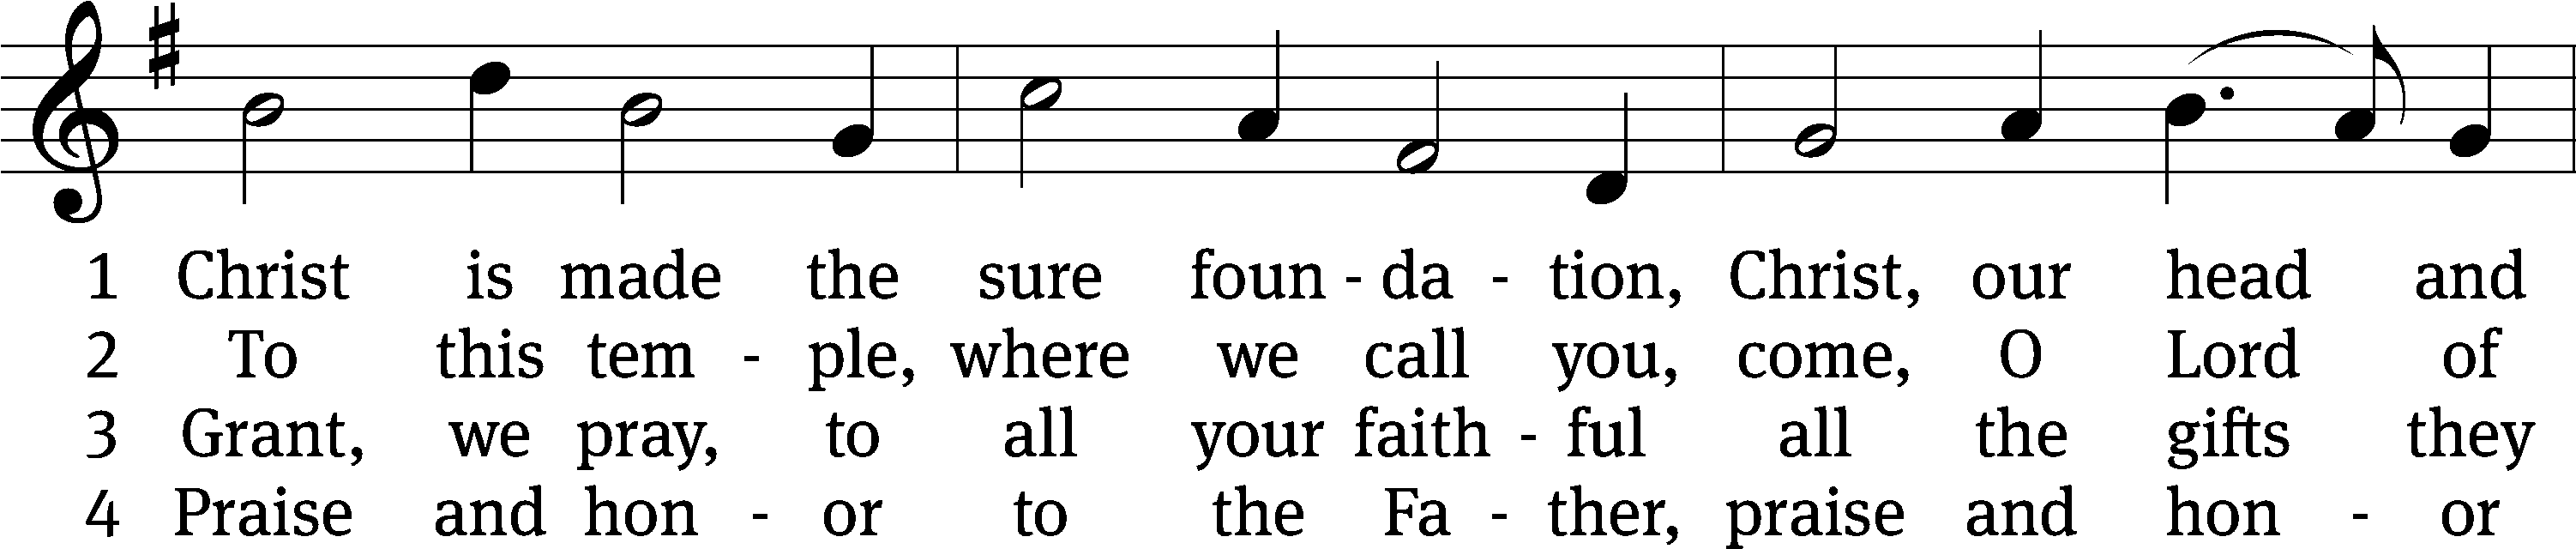 1 Christ is made the sure foun - da - tion, Christ, our head and
2 To this tem - ple, where we call you, come, O Lord of
3 Grant, we pray, to all your faith - ful all the gifts they
4 Praise and hon - or to the Fa - ther, praise and hon - or